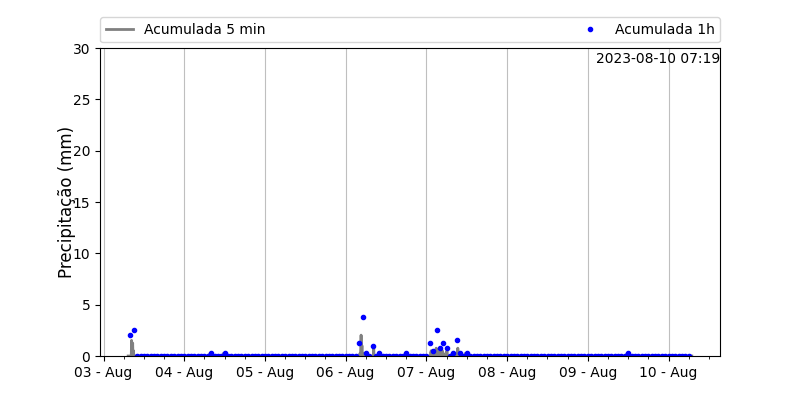 Acumulada 5 min
Acumulada 1h
2023-08-10 07:19
Precipitação (mm)
30
25
20
15
10
5
0
03 - Aug
04 - Aug
05 - Aug
06 - Aug
07 - Aug
08 - Aug
09 - Aug
10 - Aug